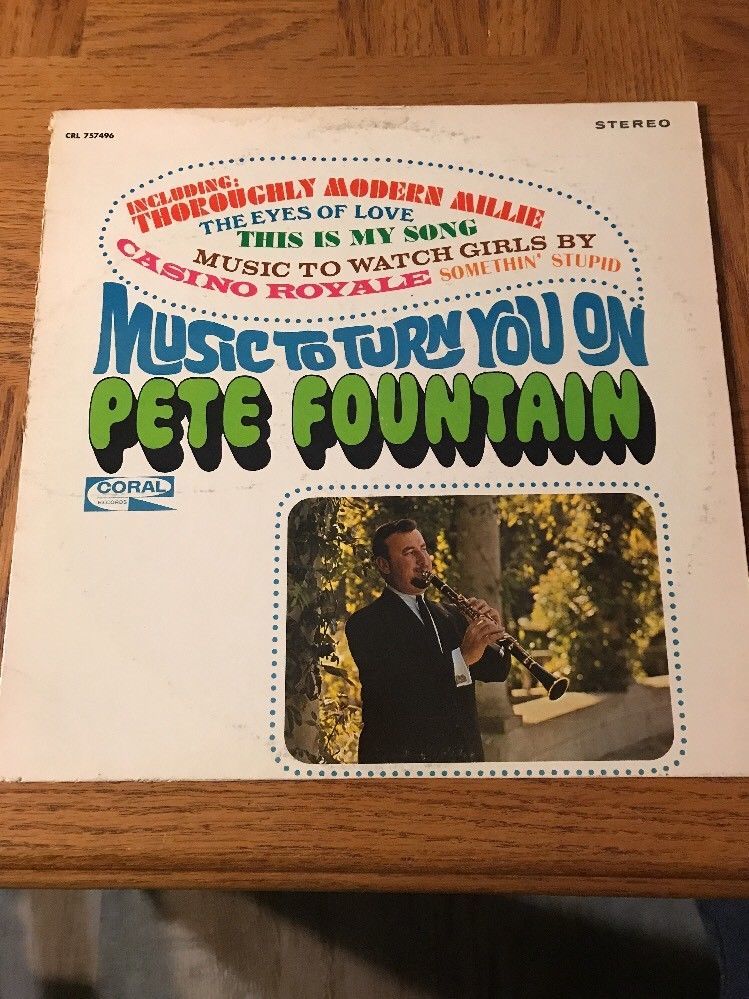 CRL 757496
STEREO
INCLUDING:
THOROUGHLY MODERN MILLIE
THE EYES OF LOVE
THIS IS MY SONG
MUSIC TO WATCH GIRLS BY
CASINO ROYALE
SOMETHIN' STUPID
MUSIC TO TURN YOU ON
PETE FOUNTAIN
CORAL
RECORDS